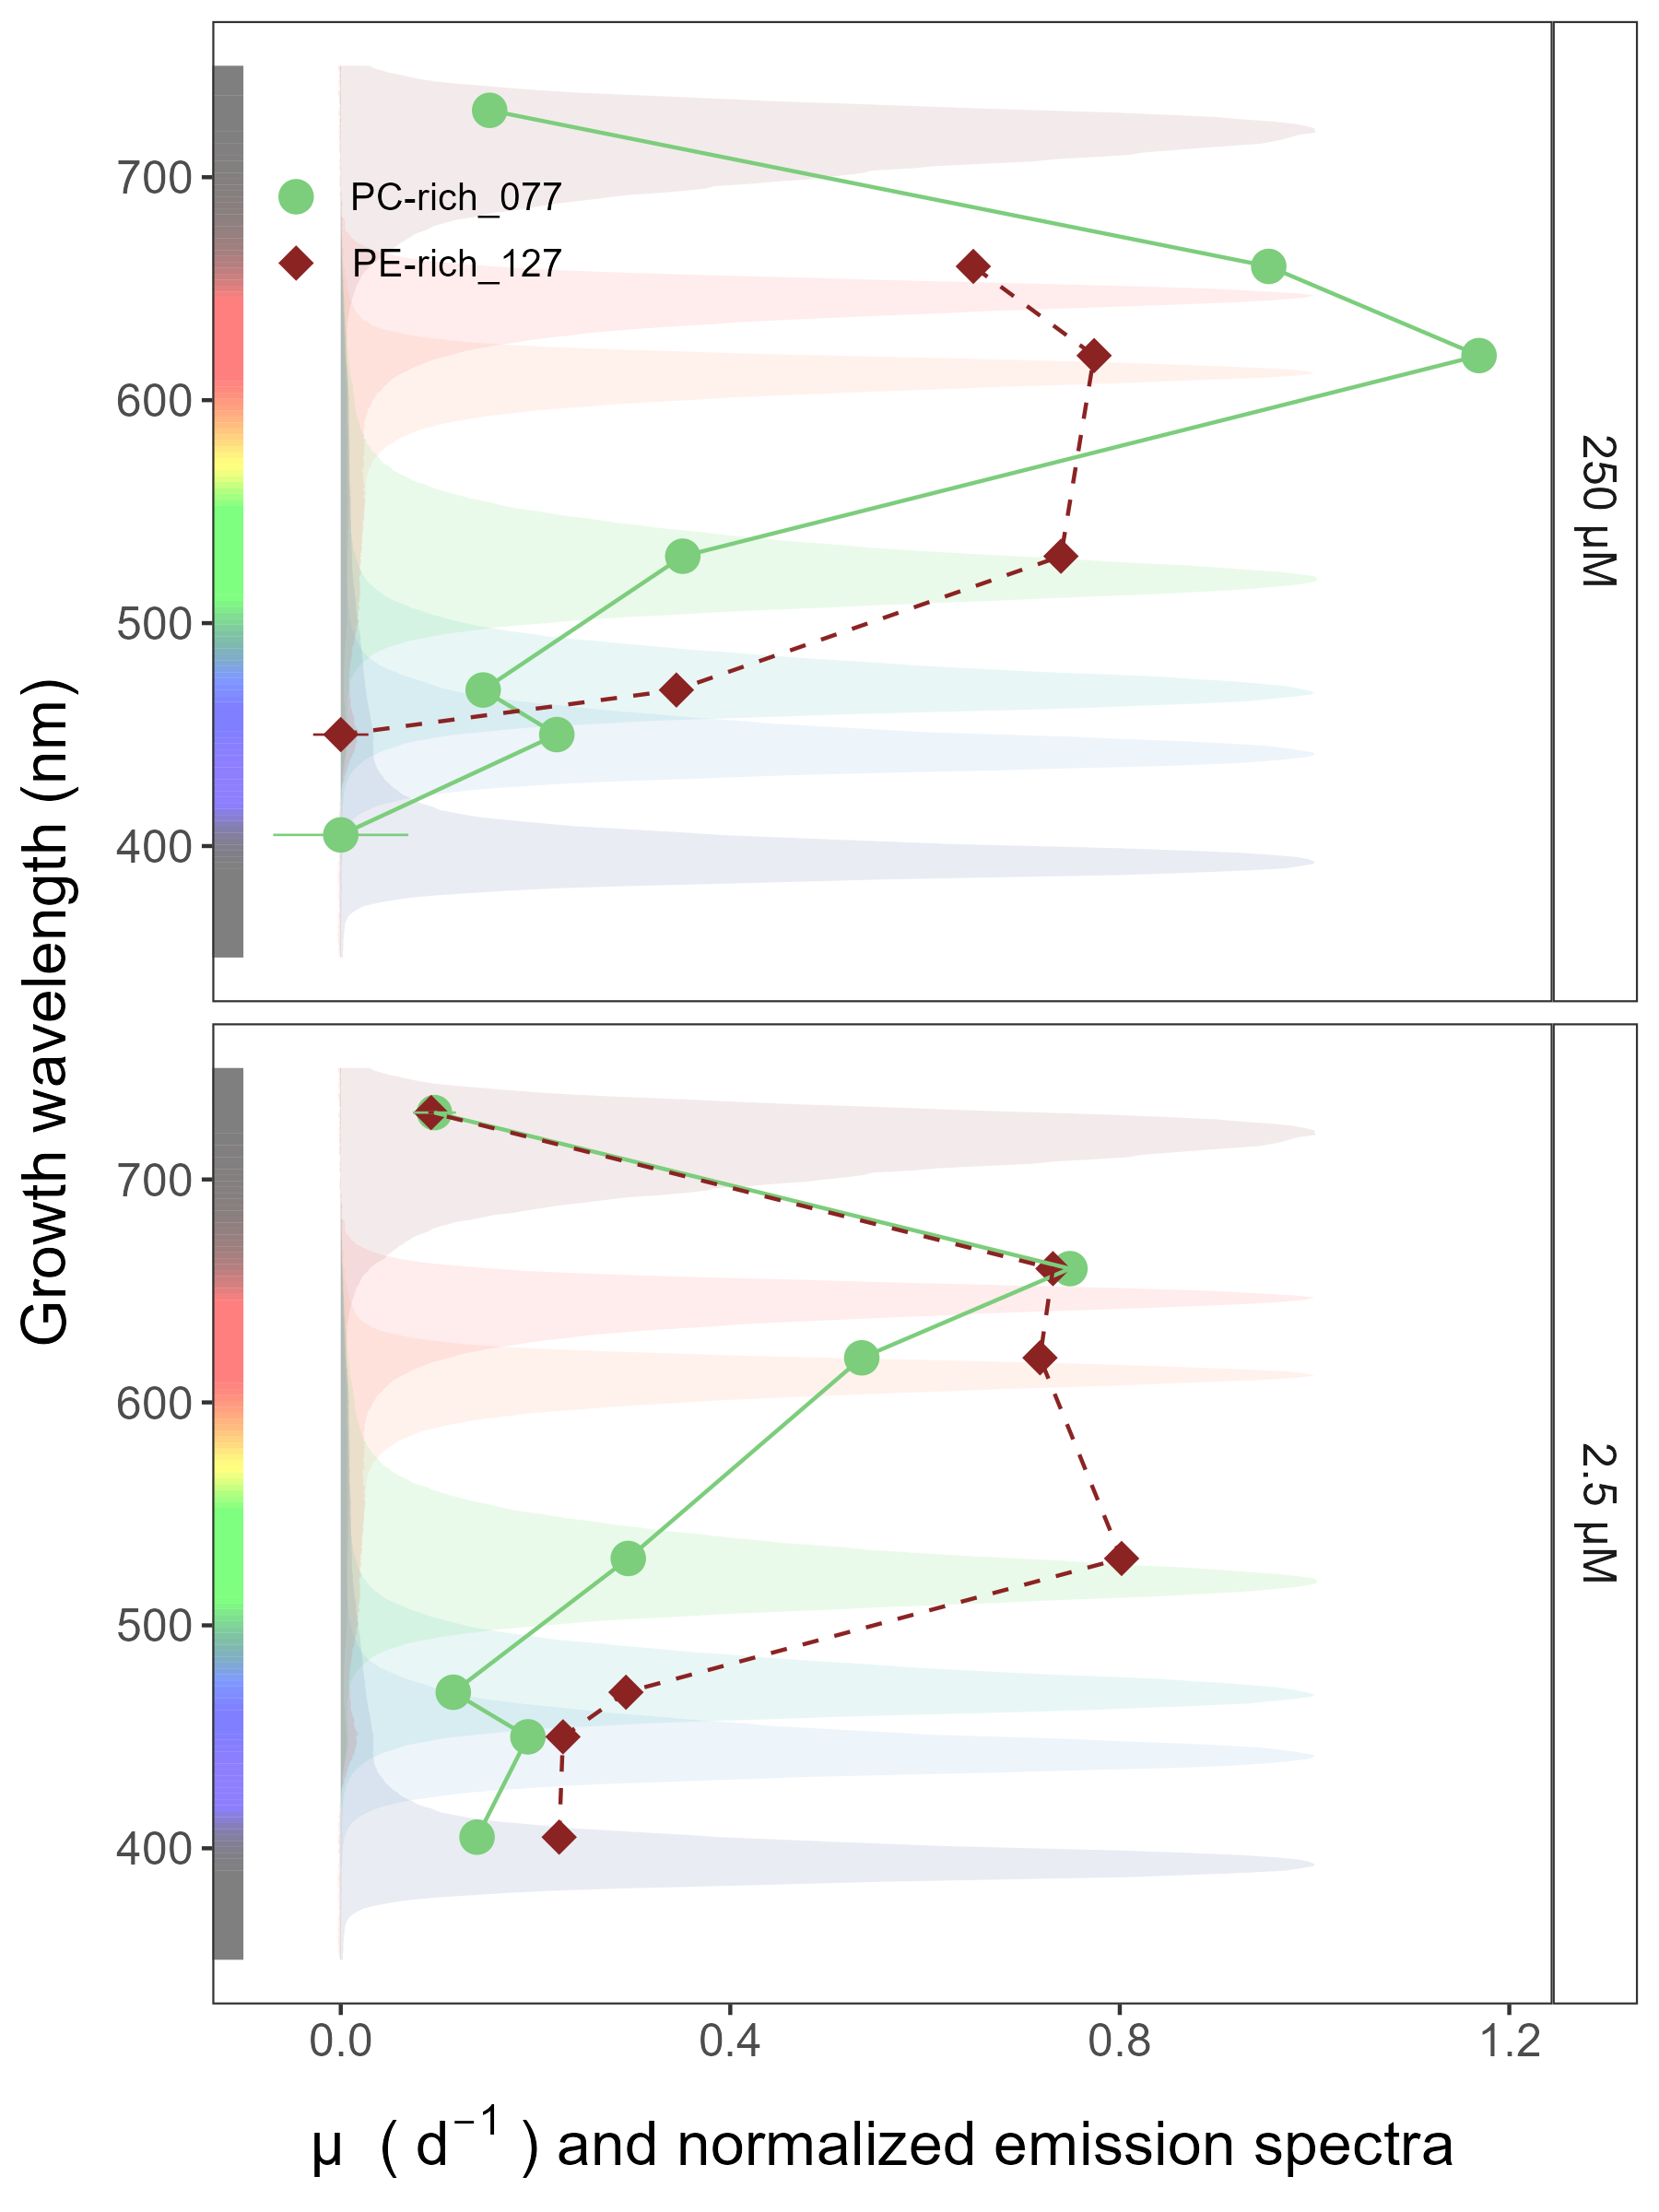 700
600
500
400
PC-rich_077
PE-rich_127
250 µM
Growth wavelength (nm)
700
600
500
400
2.5 µM
0.0 0.4 0.8 1.2
µ ( d⁻¹ ) and normalized emission spectra